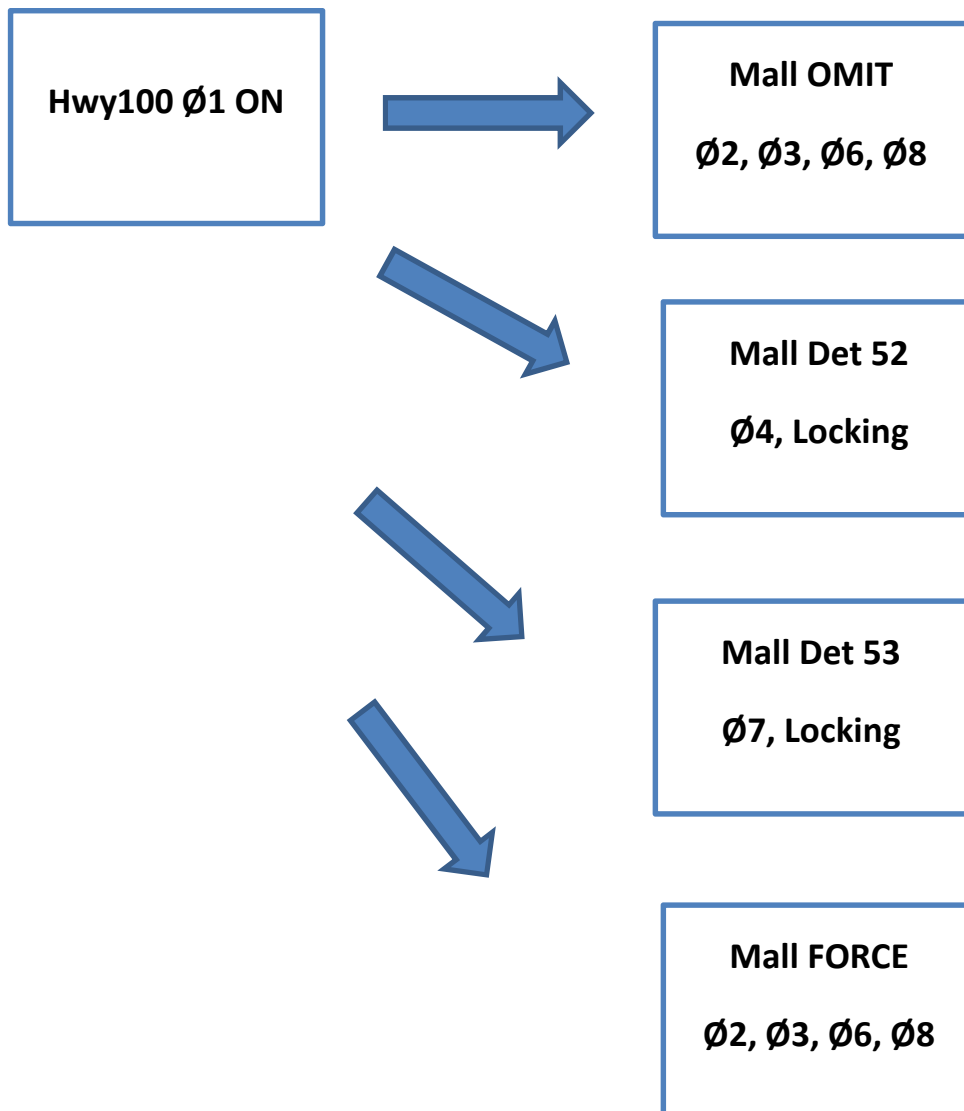 Hwy100 Ø1 ON
Mall OMIT
Ø2, Ø3, Ø6, Ø8
Mall Det 52
Ø4, Locking
Mall Det 53
Ø7, Locking
Mall FORCE
Ø2, Ø3, Ø6, Ø8